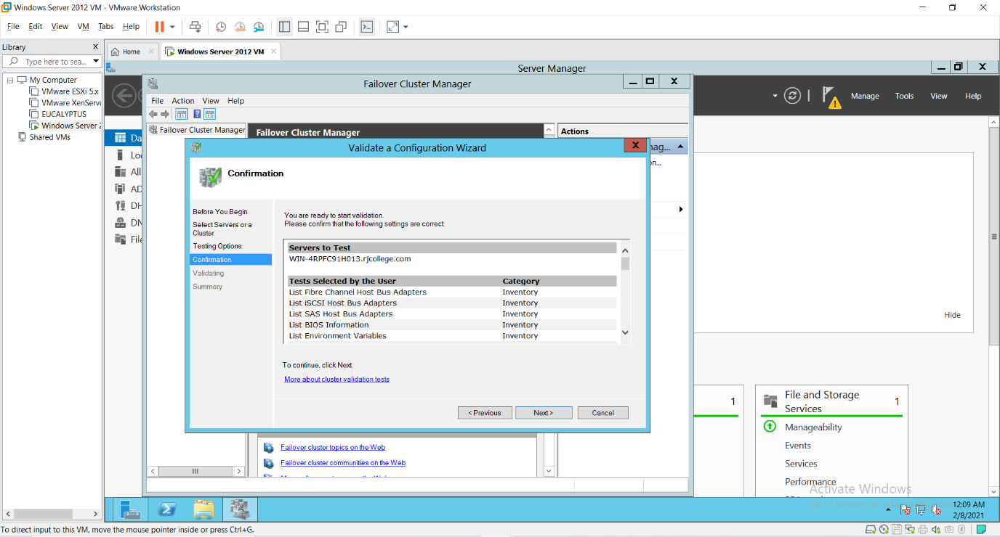 Windows Server 2012 VM - VMware Workstation
File Edit View VM Tabs Help
Library
Type here to sea...
Home
Windows Server 2012 VM
My Computer
VMware ESXi 5.x
VMware XenServe
EUCALYPTUS
Windows Server 2
Shared VMs
Server Manager
Manage Tools View Help
Da
Loc
All
AD
DH
DN
File
Failover Cluster Manager
File Action View Help
Failover Cluster Manager
Failover Cluster Manager
Actions
nag...
on...
Validate a Configuration Wizard
Confirmation
Before You Begin
Select Servers or a
Cluster
Testing Options
Confirmation
Validating
Summary
You are ready to start validation.
Please confirm that the following settings are correct:
Servers to Test
WIN-4RPFC91H013.rjcollege.com
Tests Selected by the User Category
List Fibre Channel Host Bus Adapters Inventory
List iSCSI Host Bus Adapters Inventory
List SAS Host Bus Adapters Inventory
List BIOS Information Inventory
List Environment Variables Inventory
To continue, click Next.
More about cluster validation tests
< Previous Next > Cancel
Failover cluster topics on the Web
Failover cluster communities on the Web
Hide
1
File and Storage
Services
1
Manageability
Events
Services
Performance
Activate Windows
12:09 AM
2/8/2021
To direct input to this VM, move the mouse pointer inside or press Ctrl+G.